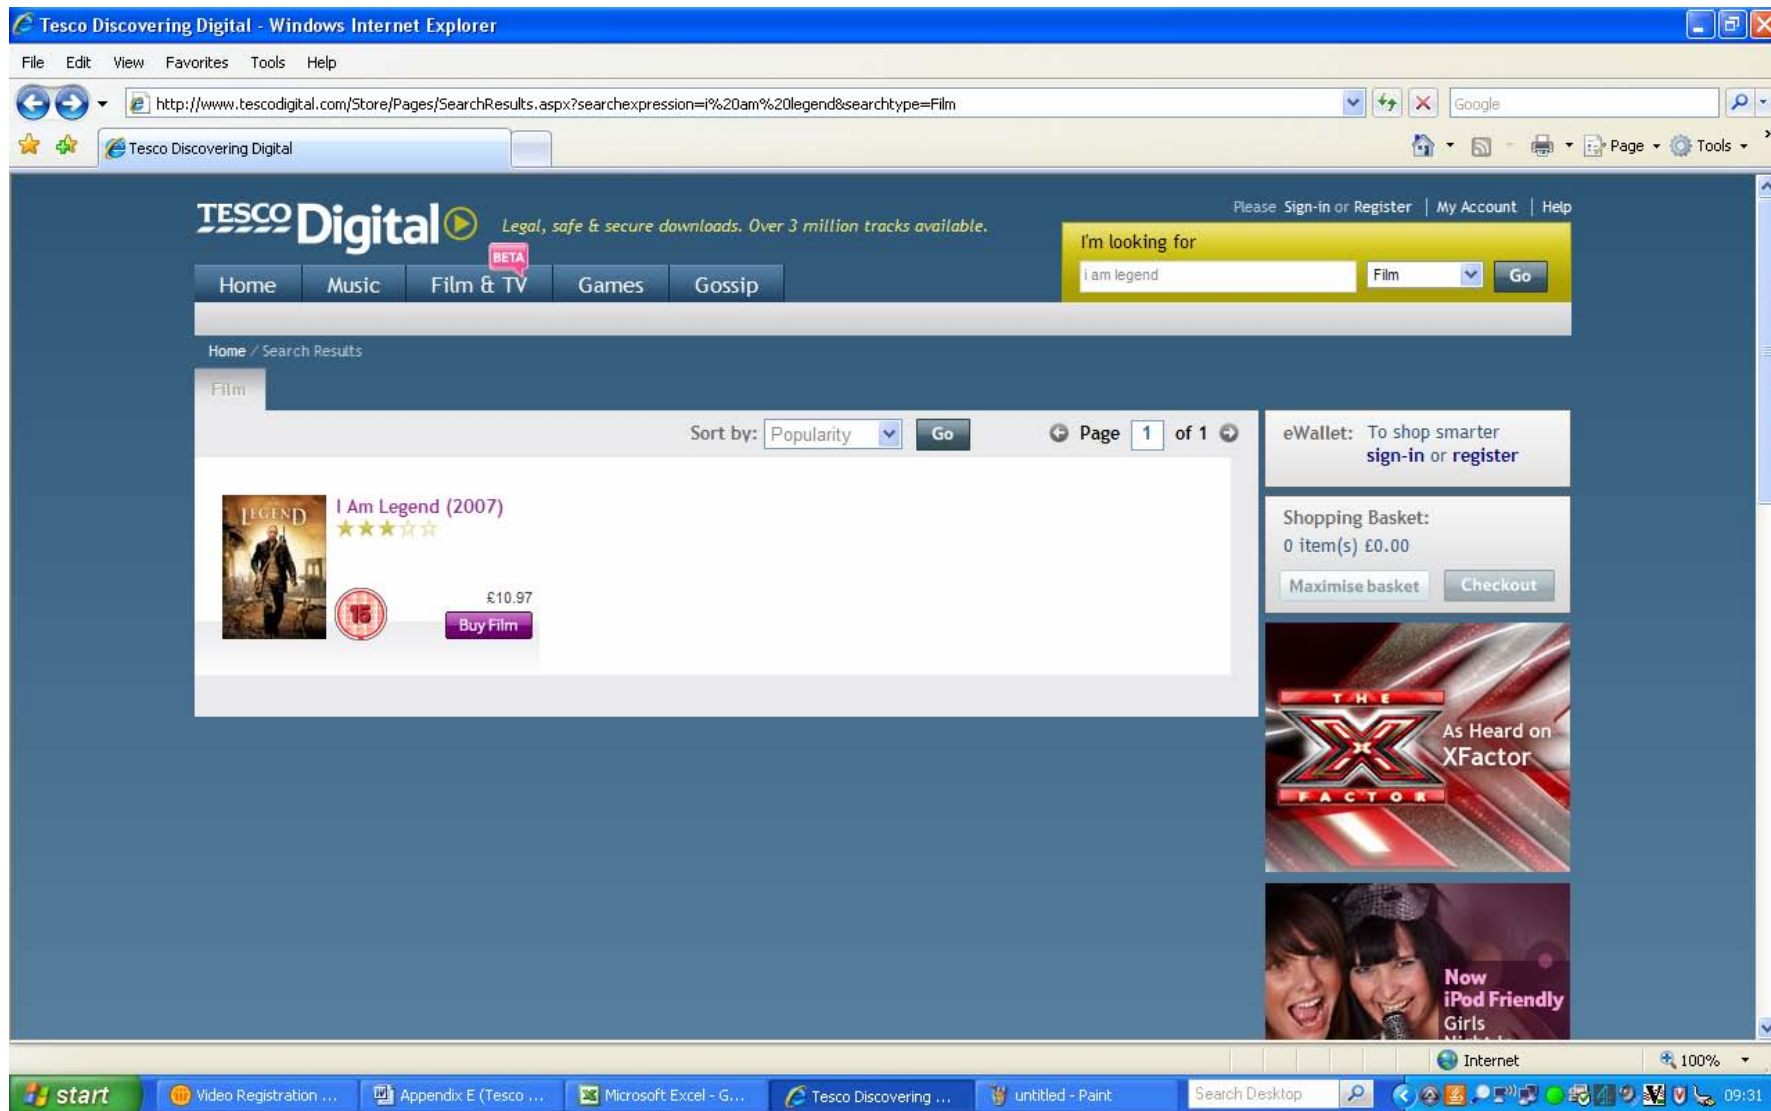 Tesco Discovering Digital - Windows Internet Explorer
File Edit View Favorites Tools Help
http://www.tescodigital.com/Store/Pages/SearchResults.aspx?searchexpression=i%20am%20legend&searchtype=Film
Google
Tesco Discovering Digital
Page Tools
Please Sign-in or Register | My Account | Help
TESCO Digital
Legal, safe & secure downloads. Over 3 million tracks available.
I'm looking for
BETA
i am legend Film Go
Home Music Film & TV Games Gossip
Home / Search Results
Film
Sort by: Popularity Go Page 1 of 1
eWallet: To shop smarter
sign-in or register
LEGEND
I Am Legend (2007)
15
£10.97
Buy Film
Shopping Basket:
0 item(s) £0.00
Maximise basket Checkout
THE
X
FACTOR
As Heard on
XFactor
Now
iPod Friendly
Girls
Internet 100%
start Video Registration ... Appendix E (Tesco ... Microsoft Excel - G... Tesco Discovering ... untitled - Paint Search Desktop 09:31